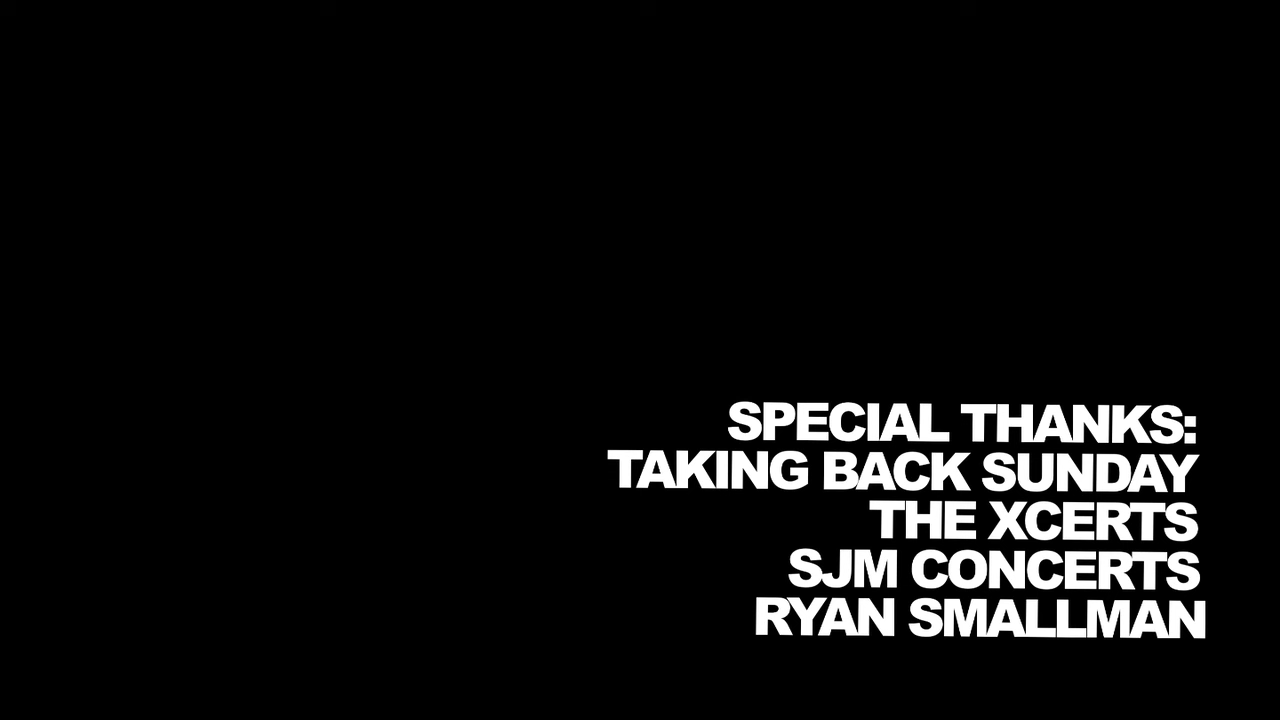 SPECIAL THANKS:
TAKING BACK SUNDAY
THE XCERTS
SJM CONCERTS
RYAN SMALLMAN